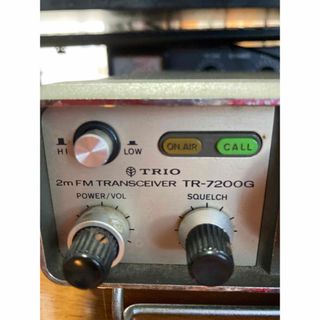 ON AIR
CALL
HI
LOW
TRIO
2m FM TRANSCEIVER TR-7200G
POWER/VOL
SQUELCH